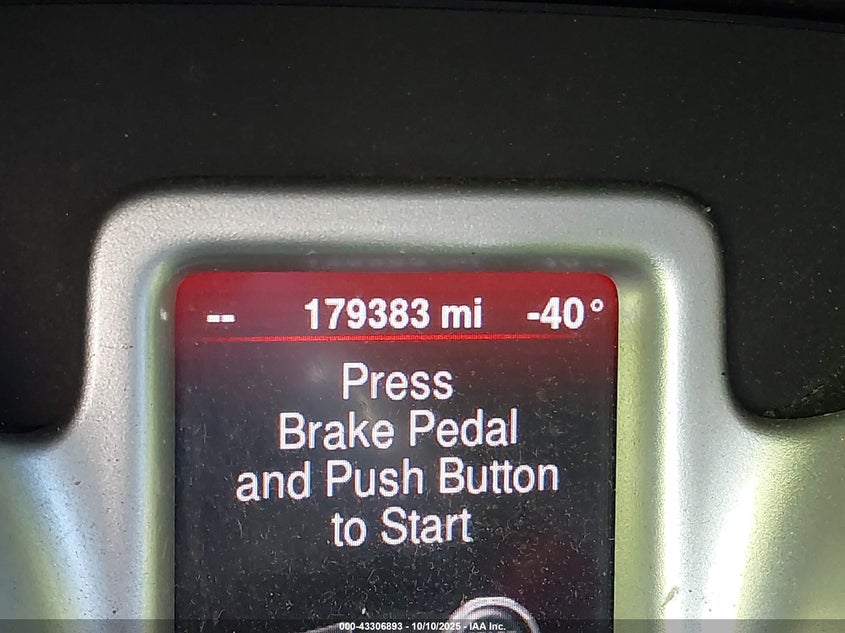 -- 179383 mi -40°
Press
Brake Pedal
and Push Button
to Start
000-43306893 - 10/10/2025 - IAA Inc.